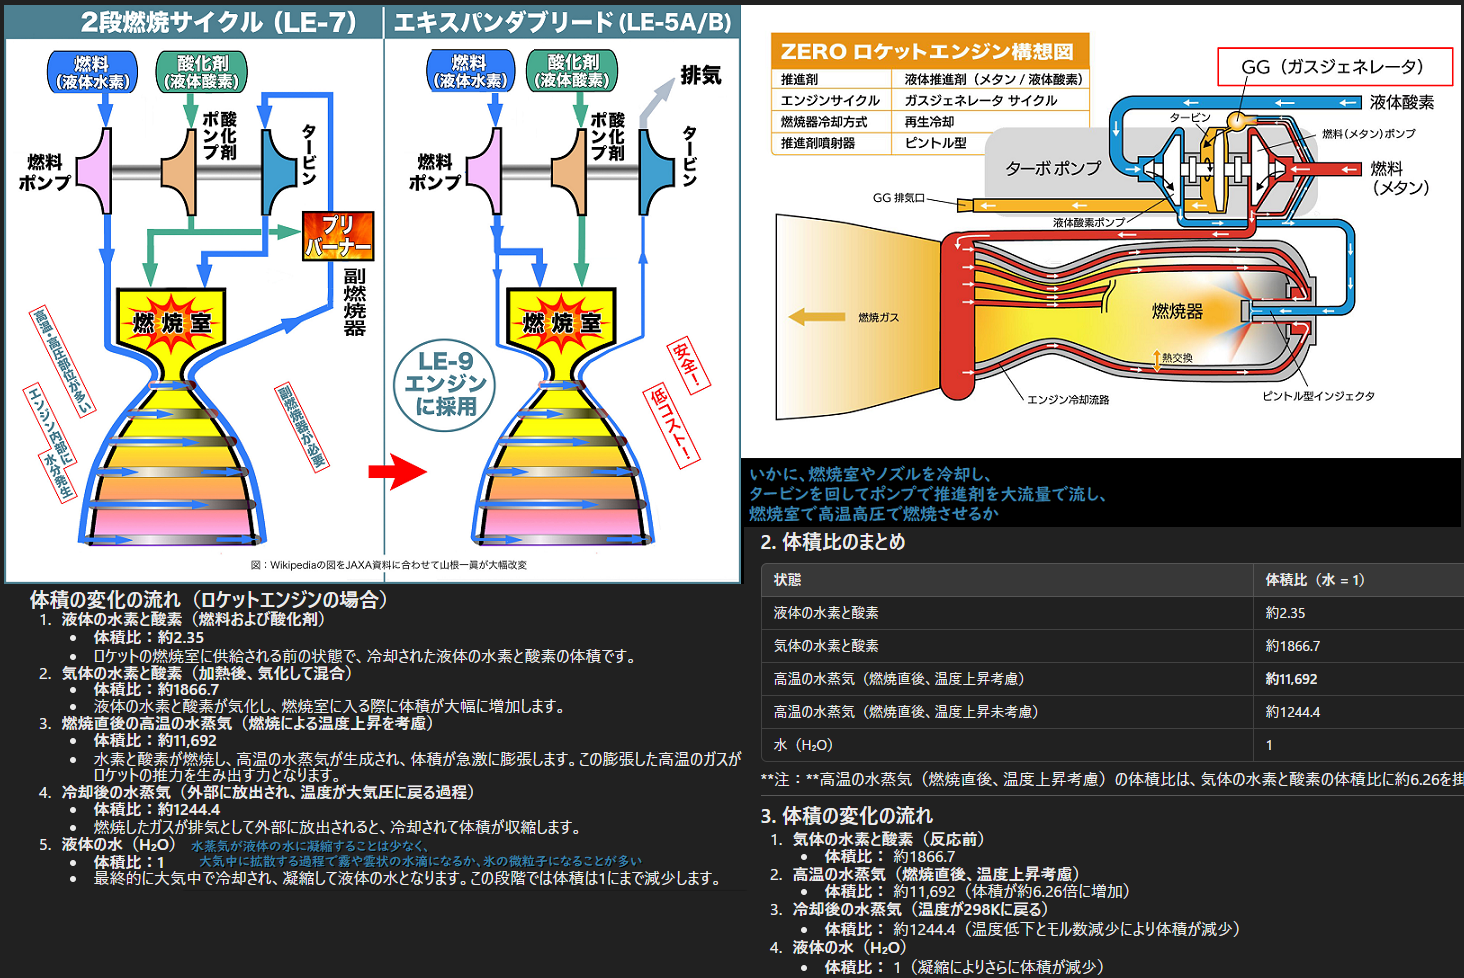 2段燃焼サイクル（LE-7）
エキスパンダブリード（LE-5A/B）
燃料
（液体水素）
酸化剤
（液体酸素）
燃料
ポンプ
酸化剤
ポンプ
タービン
プリ
バーナー
副燃焼器
燃焼室
高温・高圧部位が多い
エンジン内部に
水分発生
副燃焼器が必要
燃料
（液体水素）
酸化剤
（液体酸素）
排気
燃料
ポンプ
酸化剤
ポンプ
タービン
燃焼室
LE-9
エンジン
に採用
安全！
低コスト！
図：Wikipediaの図をJAXA資料に合わせて山根一眞が大幅改変
ZERO ロケットエンジン構想図
推進剤 液体推進剤（メタン / 液体酸素）
エンジンサイクル ガスジェネレータ サイクル
燃焼器冷却方式 再生冷却
推進剤噴射器 ピントル型
GG（ガスジェネレータ）
液体酸素
タービン
燃料（メタン）ポンプ
ターボ ポンプ
燃料
（メタン）
GG 排気口
液体酸素ポンプ
燃焼ガス
燃焼器
熱交換
エンジン冷却流路
ピントル型インジェクタ
いかに、燃焼室やノズルを冷却し、
タービンを回してポンプで推進剤を大流量で流し、
燃焼室で高温高圧で燃焼させるか
体積の変化の流れ（ロケットエンジンの場合）
1. 液体の水素と酸素（燃料および酸化剤）
• 体積比：約2.35
• ロケットの燃焼室に供給される前の状態で、冷却された液体の水素と酸素の体積です。
2. 気体の水素と酸素（加熱後、気化して混合）
• 体積比：約1866.7
• 液体の水素と酸素が気化し、燃焼室に入る際に体積が大幅に増加します。
3. 燃焼直後の高温の水蒸気（燃焼による温度上昇を考慮）
• 体積比：約11,692
• 水素と酸素が燃焼し、高温の水蒸気が生成され、体積が急激に膨張します。この膨張した高温のガスが
ロケットの推力を生み出す力となります。
4. 冷却後の水蒸気（外部に放出され、温度が大気圧に戻る過程）
• 体積比：約1244.4
• 燃焼したガスが排気として外部に放出されると、冷却されて体積が収縮します。
5. 液体の水（H₂O） 水蒸気が液体の水に凝縮することは少なく、
• 体積比：1 大気中に拡散する過程で霧や雲状の水滴になるか、氷の微粒子になることが多い
• 最終的に大気中で冷却され、凝縮して液体の水となります。この段階では体積は1にまで減少します。
2. 体積比のまとめ
状態 体積比（水 = 1）
液体の水素と酸素 約2.35
気体の水素と酸素 約1866.7
高温の水蒸気（燃焼直後、温度上昇考慮） 約11,692
高温の水蒸気（燃焼直後、温度上昇未考慮） 約1244.4
水（H₂O） 1
**注：**高温の水蒸気（燃焼直後、温度上昇考慮）の体積比は、気体の水素と酸素の体積比に約6.26を掛
3. 体積の変化の流れ
1. 気体の水素と酸素（反応前）
• 体積比： 約1866.7
2. 高温の水蒸気（燃焼直後、温度上昇考慮）
• 体積比： 約11,692（体積が約6.26倍に増加）
3. 冷却後の水蒸気（温度が298Kに戻る）
• 体積比： 約1244.4（温度低下とモル数減少により体積が減少）
4. 液体の水（H₂O）
• 体積比： 1（凝縮によりさらに体積が減少）